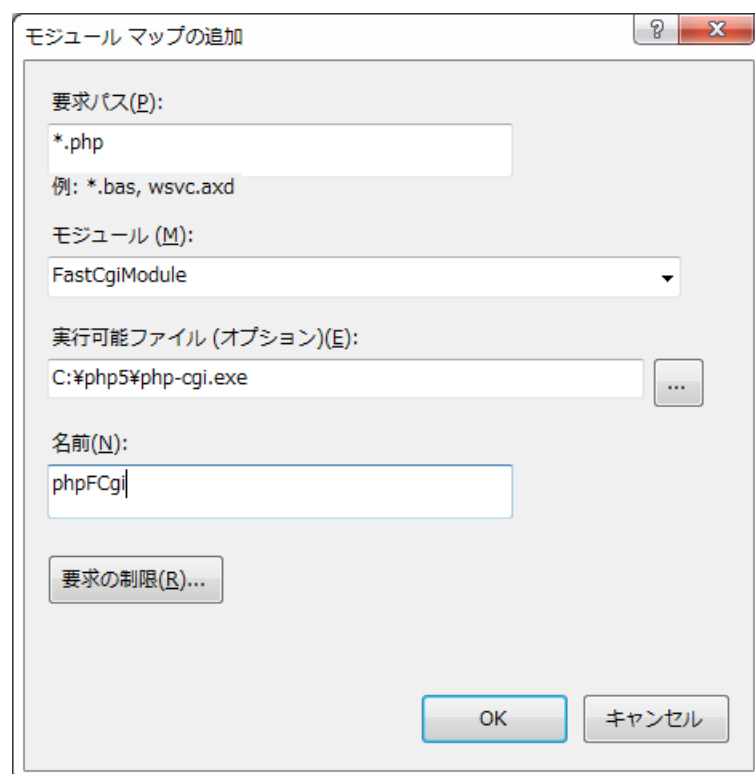 モジュール マップの追加
要求パス(P):
*.php
例: *.bas, wsvc.axd
モジュール (M):
FastCgiModule
実行可能ファイル (オプション)(E):
C:¥php5¥php-cgi.exe
...
名前(N):
phpFCgi
要求の制限(R)...
OK
キャンセル